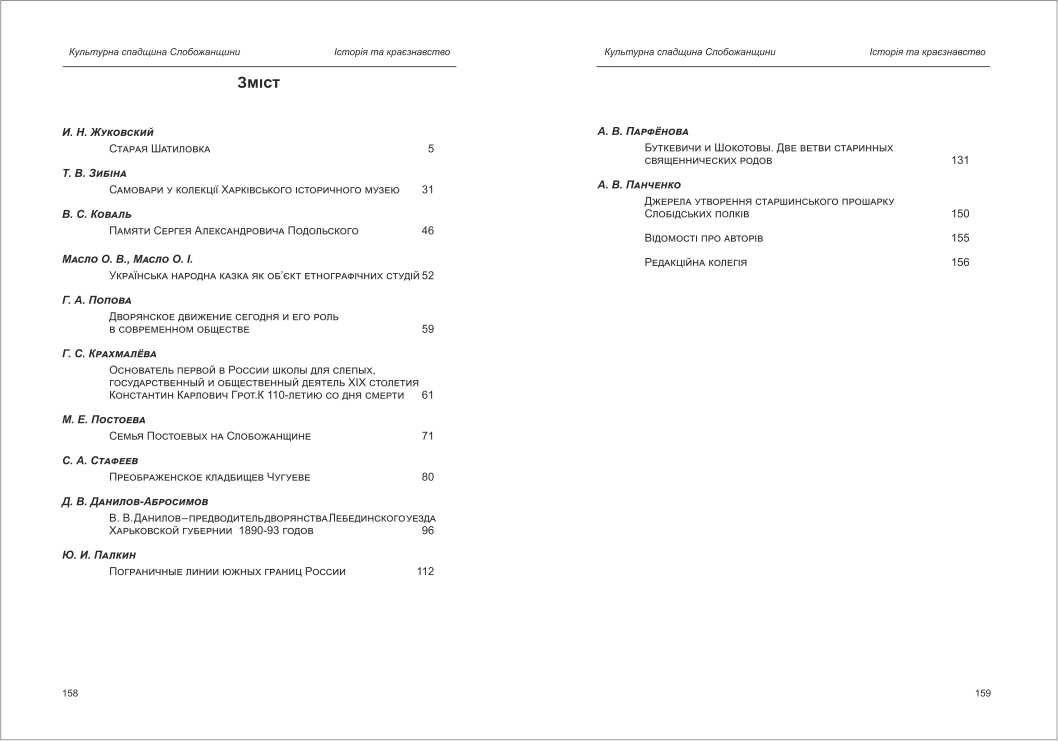 Культурна спадщина Слобожанщини Історія та краєзнавство
Зміст
И. Н. Жуковский
Старая Шатиловка 5
Т. В. Зибіна
Самовари у колекції Харківського історичного музею 31
В. С. Коваль
Памяти Сергея Александровича Подольского 46
Масло О. В., Масло О. І.
Українська народна казка як об'єкт етнографічних студій 52
Г. А. Попова
Дворянское движение сегодня и его роль
в современном обществе 59
Г. С. Крахмалёва
Основатель первой в России школы для слепых,
государственный и общественный деятель XIX столетия
Константин Карлович Грот.К 110-летию со дня смерти 61
М. Е. Постоева
Семья Постоевых на Слобожанщине 71
С. А. Стафеев
Преображенское кладбищев Чугуеве 80
Д. В. Данилов-Абросимов
В. В.Данилов–предводительдворянстваЛебединскогоуезда
Харьковской губернии 1890-93 годов 96
Ю. И. Палкин
Пограничные линии южных границ России 112
158
Культурна спадщина Слобожанщини Історія та краєзнавство
А. В. Парфёнова
Буткевичи и Шокотовы. Две ветви старинных
священнических родов 131
А. В. Панченко
Джерела утворення старшинського прошарку
Слобідських полків 150
Відомості про авторів 155
Редакційна колегія 156
159